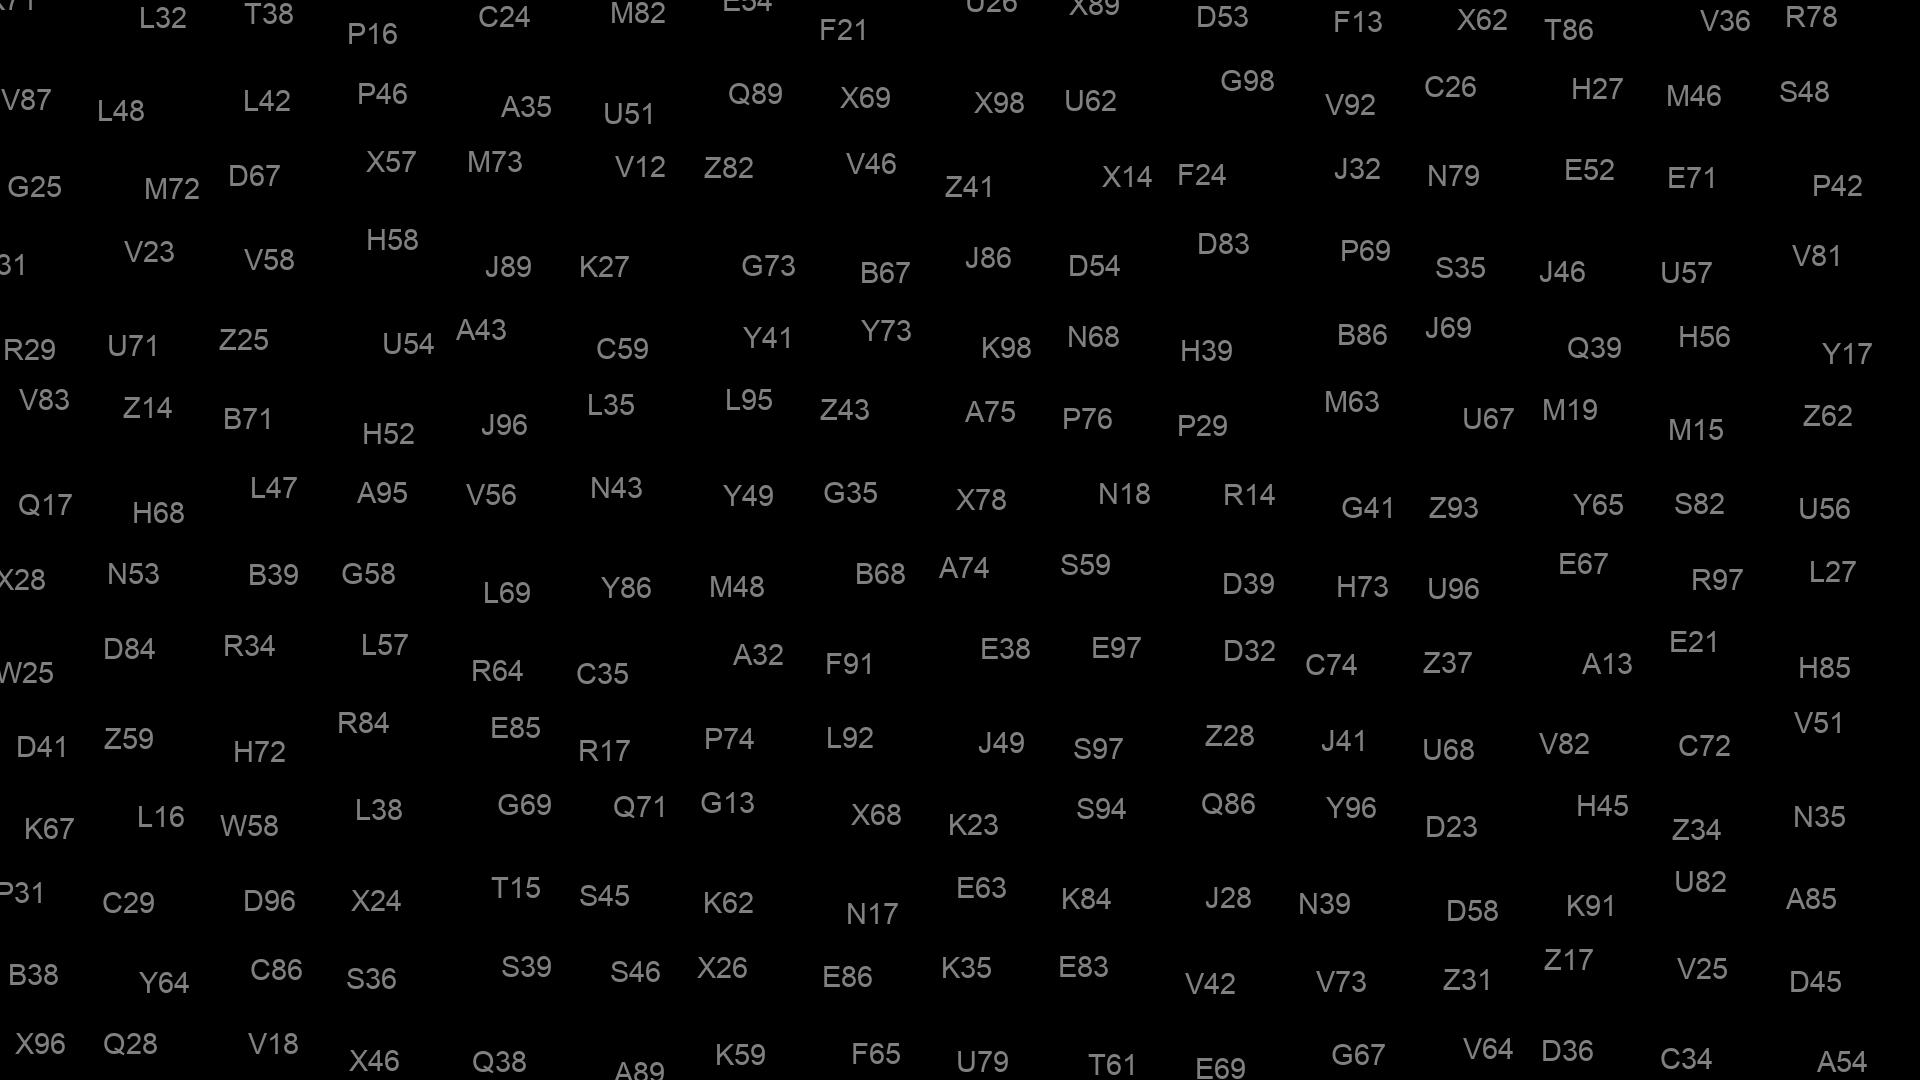 L32 T38 P16 C24 M82 E54 F21 U26 X89 D53 F13 X62 T86 V36 R78
V87 L48 L42 P46 A35 U51 Q89 X69 X98 U62 G98 V92 C26 H27 M46 S48
G25 M72 D67 X57 M73 V12 Z82 V46 Z41 X14 F24 J32 N79 E52 E71 P42
31 V23 V58 H58 J89 K27 G73 B67 J86 D54 D83 P69 S35 J46 U57 V81
R29 U71 Z25 U54 A43 C59 Y41 Y73 K98 N68 H39 B86 J69 Q39 H56 Y17
V83 Z14 B71 H52 J96 L35 L95 Z43 A75 P76 P29 M63 U67 M19 M15 Z62
Q17 H68 L47 A95 V56 N43 Y49 G35 X78 N18 R14 G41 Z93 Y65 S82 U56
X28 N53 B39 G58 L69 Y86 M48 B68 A74 S59 D39 H73 U96 E67 R97 L27
W25 D84 R34 L57 R64 C35 A32 F91 E38 E97 D32 C74 Z37 A13 E21 H85
D41 Z59 H72 R84 E85 R17 P74 L92 J49 S97 Z28 J41 U68 V82 C72 V51
K67 L16 W58 L38 G69 Q71 G13 X68 K23 S94 Q86 Y96 D23 H45 Z34 N35
P31 C29 D96 X24 T15 S45 K62 N17 E63 K84 J28 N39 D58 K91 U82 A85
B38 Y64 C86 S36 S39 S46 X26 E86 K35 E83 V42 V73 Z31 Z17 V25 D45
X96 Q28 V18 X46 Q38 A89 K59 F65 U79 T61 E69 G67 V64 D36 C34 A54